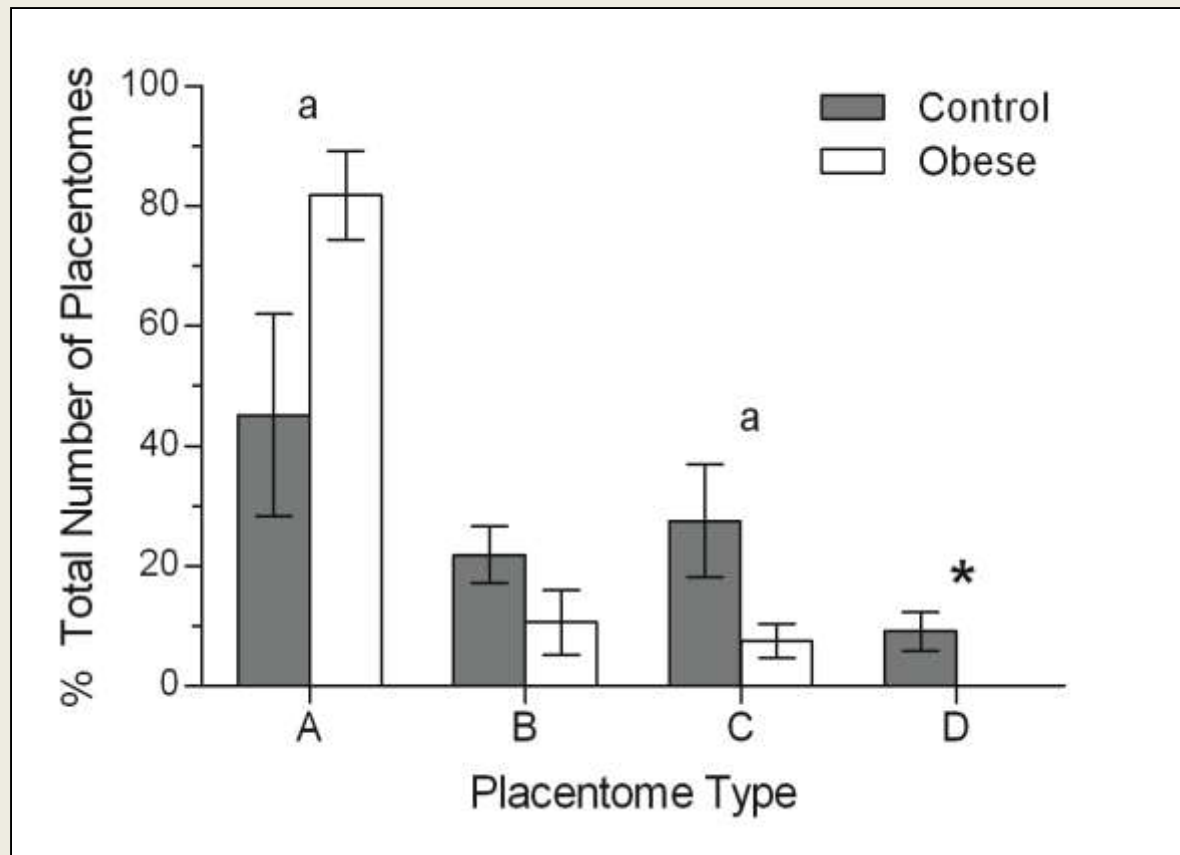 % Total Number of Placentomes
100
80
60
40
20
0
a
a
*
Control
Obese
A B C D
Placentome Type